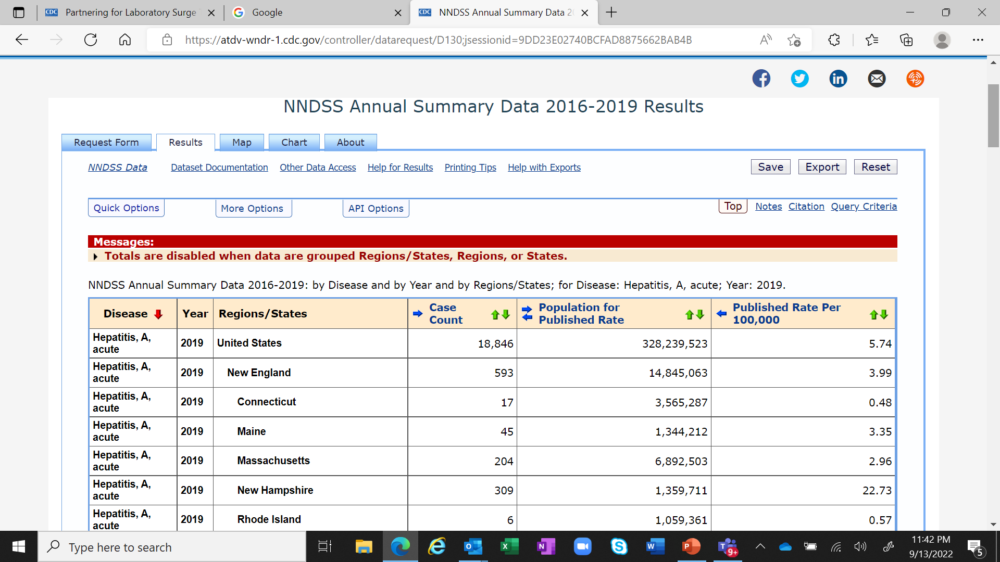 CDC Partnering for Laboratory Surge
Google
CDC NNDSS Annual Summary Data 20
https://atdv-wndr-1.cdc.gov/controller/datarequest/D130;jsessionid=9DD23E02740BCFAD8875662BAB4B
NNDSS Annual Summary Data 2016-2019 Results
Request Form Results Map Chart About
NNDSS Data Dataset Documentation Other Data Access Help for Results Printing Tips Help with Exports Save Export Reset
Quick Options More Options API Options Top Notes Citation Query Criteria
Messages:
Totals are disabled when data are grouped Regions/States, Regions, or States.
NNDSS Annual Summary Data 2016-2019: by Disease and by Year and by Regions/States; for Disease: Hepatitis, A, acute; Year: 2019.
Disease Year Regions/States Case Count Population for Published Rate Published Rate Per 100,000
Hepatitis, A, acute 2019 United States 18,846 328,239,523 5.74
Hepatitis, A, acute 2019 New England 593 14,845,063 3.99
Hepatitis, A, acute 2019 Connecticut 17 3,565,287 0.48
Hepatitis, A, acute 2019 Maine 45 1,344,212 3.35
Hepatitis, A, acute 2019 Massachusetts 204 6,892,503 2.96
Hepatitis, A, acute 2019 New Hampshire 309 1,359,711 22.73
Hepatitis, A, acute 2019 Rhode Island 6 1,059,361 0.57
Type here to search
9+
11:42 PM
9/13/2022
5